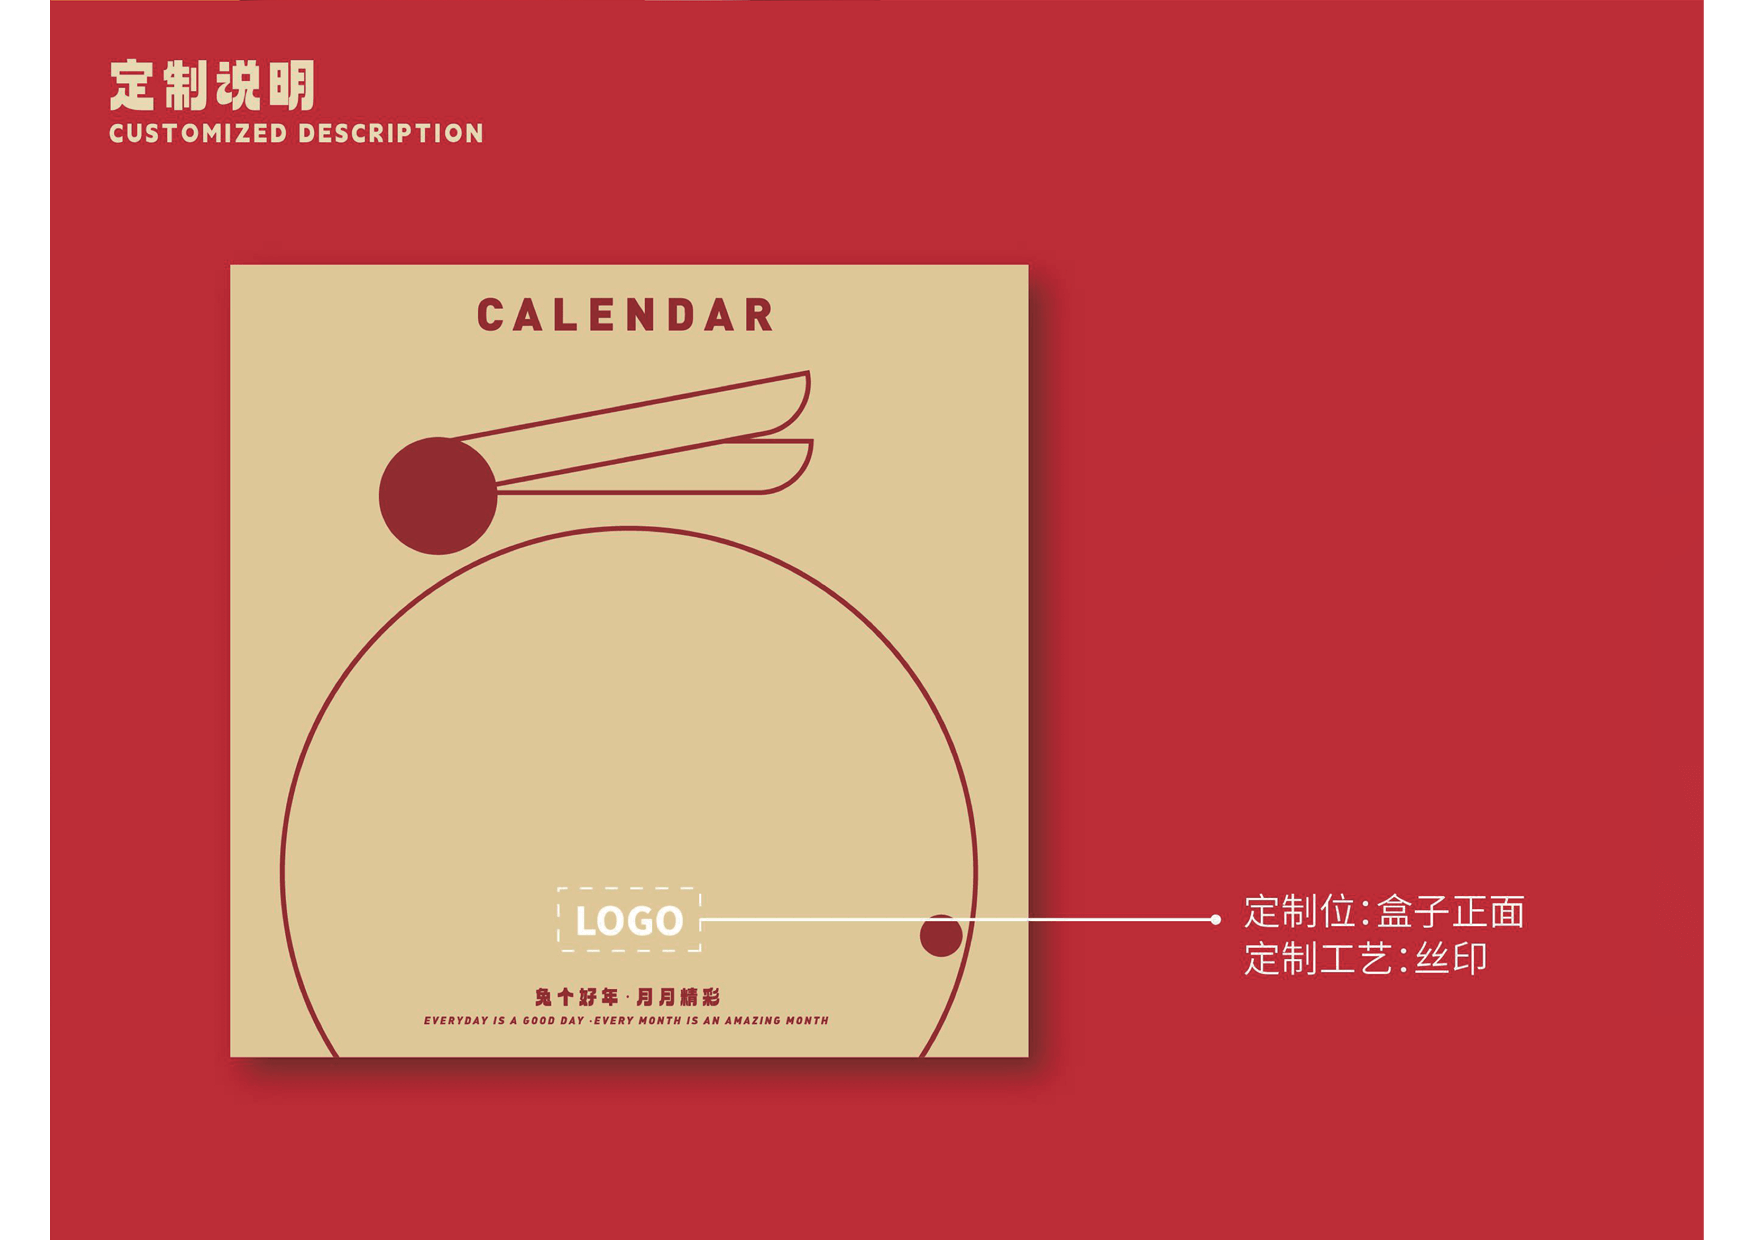 定制说明
CUSTOMIZED DESCRIPTION
CALENDAR
LOGO
定制位:盒子正面
定制工艺:丝印
兔个好年·月月精彩
EVERYDAY IS A GOOD DAY ·EVERY MONTH IS AN AMAZING MONTH